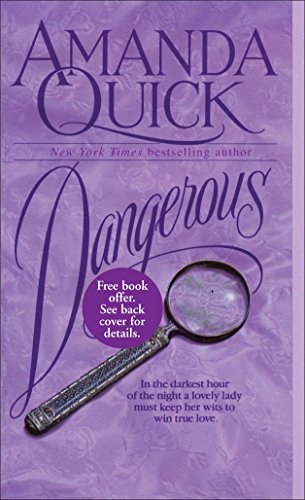 AMANDA
QUICK
New York Times bestselling author
Dangerous
Free book
offer.
See back
cover for
details.
In the darkest hour
of the night a lovely lady
must keep her wits to
win true love.